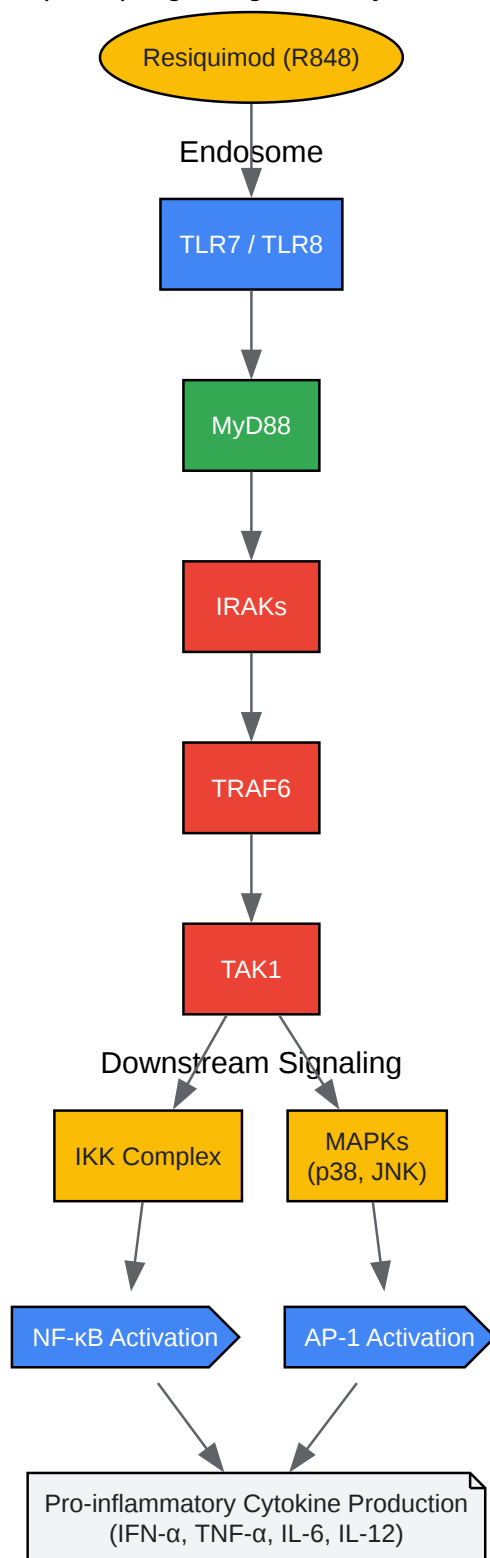 Resiquimod (R848)
Endosome
TLR7 / TLR8
MyD88
IRAKs
TRAF6
TAK1
Downstream Signaling
IKK Complex
MAPKs
(p38, JNK)
NF-κB Activation
AP-1 Activation
Pro-inflammatory Cytokine Production
(IFN-α, TNF-α, IL-6, IL-12)